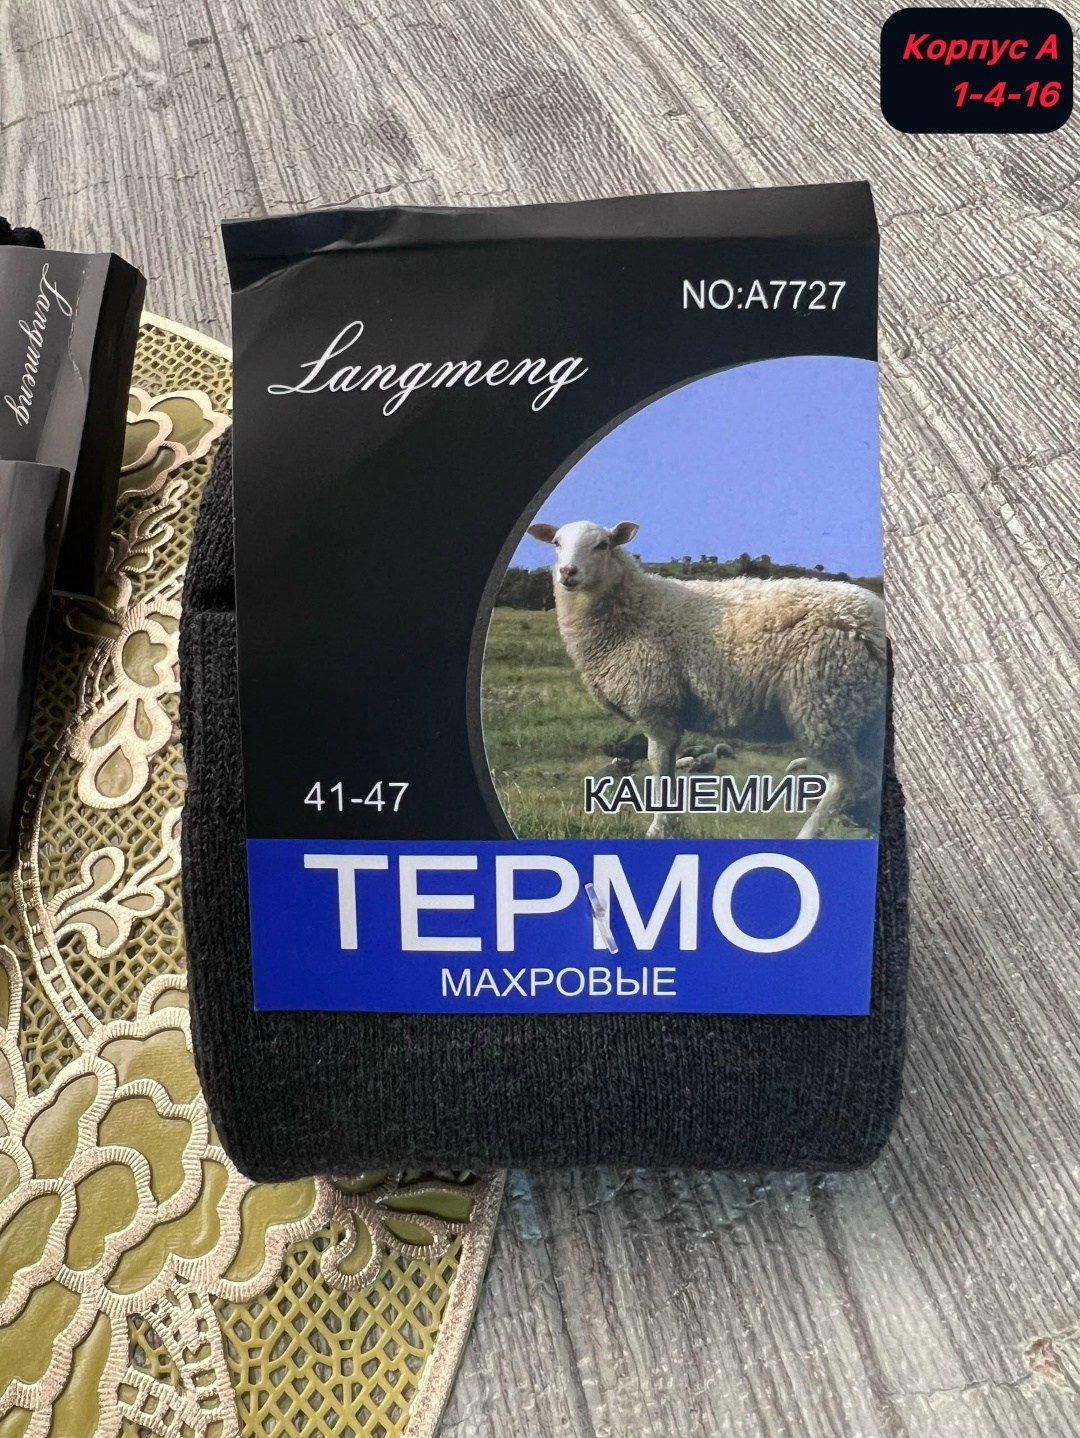 Корпус А
1-4-16
NO:A7727
Langmeng
Langmeng
41-47
КАШЕМИР
ТЕРМО
МАХРОВЫЕ